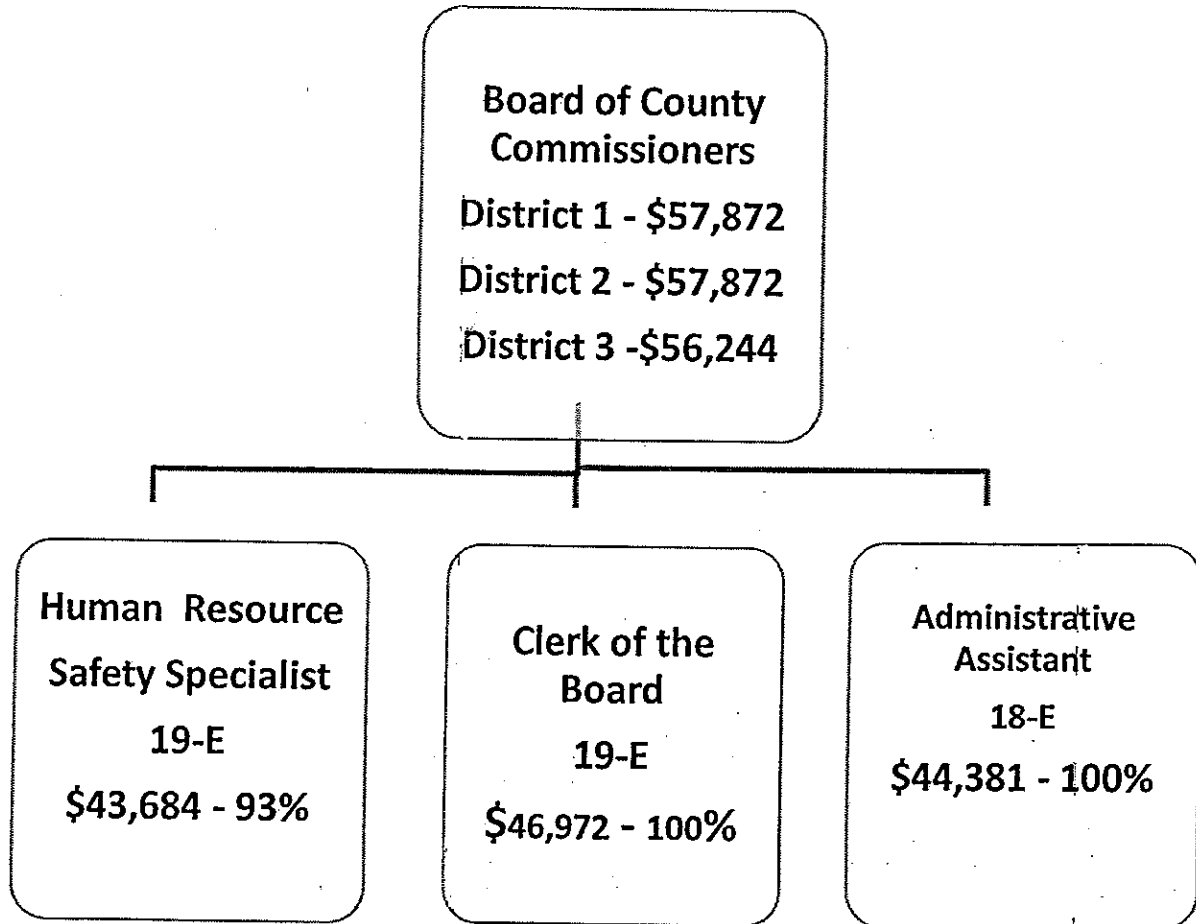 Board of County
Commissioners
District 1 - $57,872
District 2 - $57,872
District 3 -$56,244
Human Resource
Safety Specialist
19-E
$43,684 - 93%
Clerk of the
Board
19-E
$46,972 - 100%
Administrative
Assistant
18-E
$44,381 - 100%